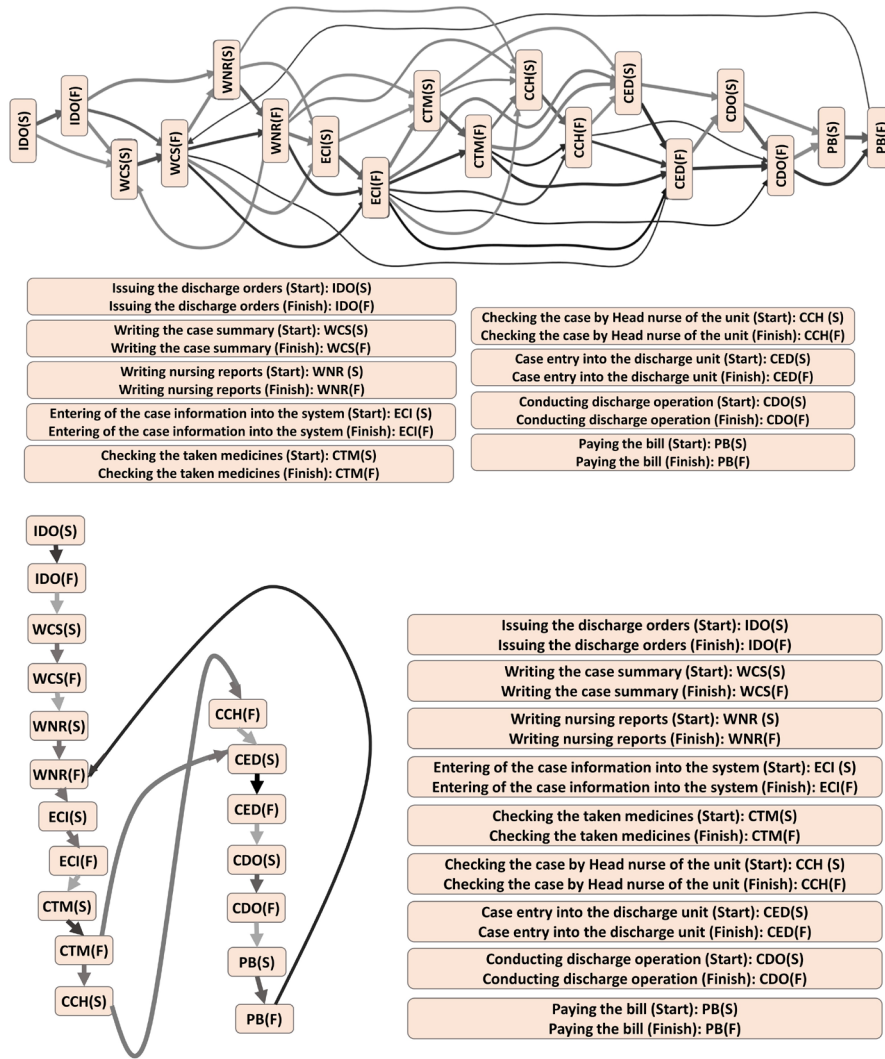 IDO(S)
IDO(F)
WCS(S)
WCS(F)
WNR(S)
WNR(F)
ECI(S)
ECI(F)
CTM(S)
CTM(F)
CCH(S)
CCH(F)
CED(S)
CED(F)
CDO(S)
CDO(F)
PB(S)
PB(F)
Issuing the discharge orders (Start): IDO(S)
Issuing the discharge orders (Finish): IDO(F)
Writing the case summary (Start): WCS(S)
Writing the case summary (Finish): WCS(F)
Writing nursing reports (Start): WNR (S)
Writing nursing reports (Finish): WNR(F)
Entering of the case information into the system (Start): ECI (S)
Entering of the case information into the system (Finish): ECI(F)
Checking the taken medicines (Start): CTM(S)
Checking the taken medicines (Finish): CTM(F)
Checking the case by Head nurse of the unit (Start): CCH (S)
Checking the case by Head nurse of the unit (Finish): CCH(F)
Case entry into the discharge unit (Start): CED(S)
Case entry into the discharge unit (Finish): CED(F)
Conducting discharge operation (Start): CDO(S)
Conducting discharge operation (Finish): CDO(F)
Paying the bill (Start): PB(S)
Paying the bill (Finish): PB(F)
IDO(S)
IDO(F)
WCS(S)
WCS(F)
WNR(S)
WNR(F)
ECI(S)
ECI(F)
CTM(S)
CTM(F)
CCH(S)
CCH(F)
CED(S)
CED(F)
CDO(S)
CDO(F)
PB(S)
PB(F)
Issuing the discharge orders (Start): IDO(S)
Issuing the discharge orders (Finish): IDO(F)
Writing the case summary (Start): WCS(S)
Writing the case summary (Finish): WCS(F)
Writing nursing reports (Start): WNR (S)
Writing nursing reports (Finish): WNR(F)
Entering of the case information into the system (Start): ECI (S)
Entering of the case information into the system (Finish): ECI(F)
Checking the taken medicines (Start): CTM(S)
Checking the taken medicines (Finish): CTM(F)
Checking the case by Head nurse of the unit (Start): CCH (S)
Checking the case by Head nurse of the unit (Finish): CCH(F)
Case entry into the discharge unit (Start): CED(S)
Case entry into the discharge unit (Finish): CED(F)
Conducting discharge operation (Start): CDO(S)
Conducting discharge operation (Finish): CDO(F)
Paying the bill (Start): PB(S)
Paying the bill (Finish): PB(F)